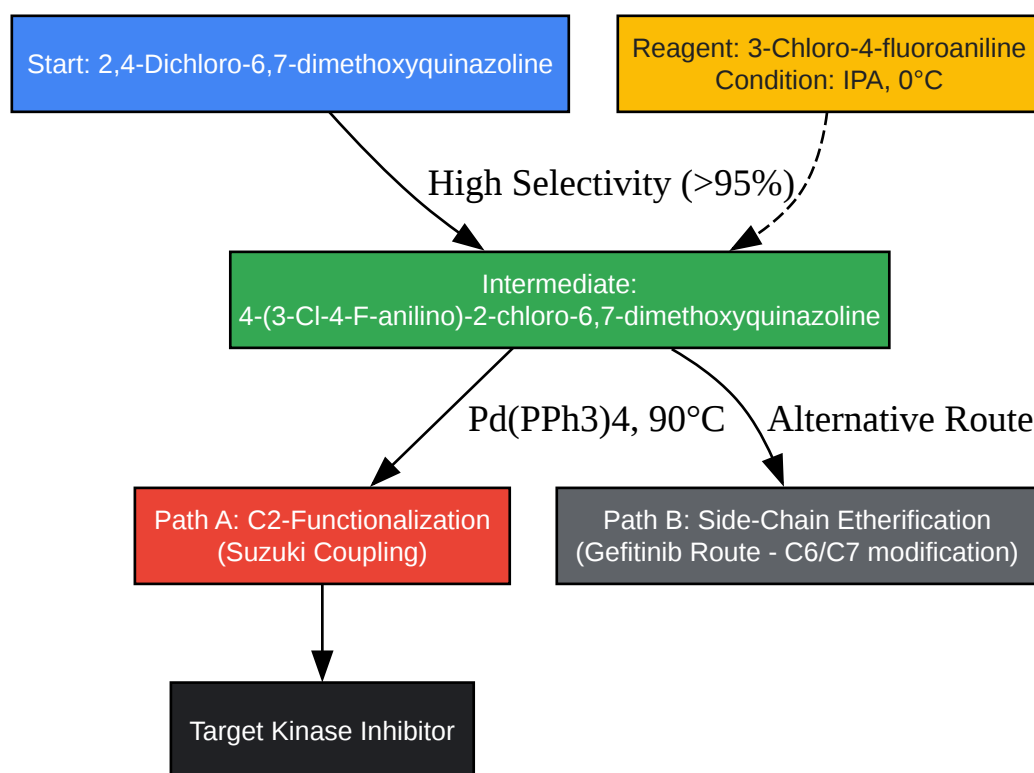 Start: 2,4-Dichloro-6,7-dimethoxyquinazoline
Reagent: 3-Chloro-4-fluoroaniline
Condition: IPA, 0°C
High Selectivity (>95%)
Intermediate:
4-(3-Cl-4-F-anilino)-2-chloro-6,7-dimethoxyquinazoline
Pd(PPh3)4, 90°C
Alternative Route
Path A: C2-Functionalization
(Suzuki Coupling)
Path B: Side-Chain Etherification
(Gefitinib Route - C6/C7 modification)
Target Kinase Inhibitor